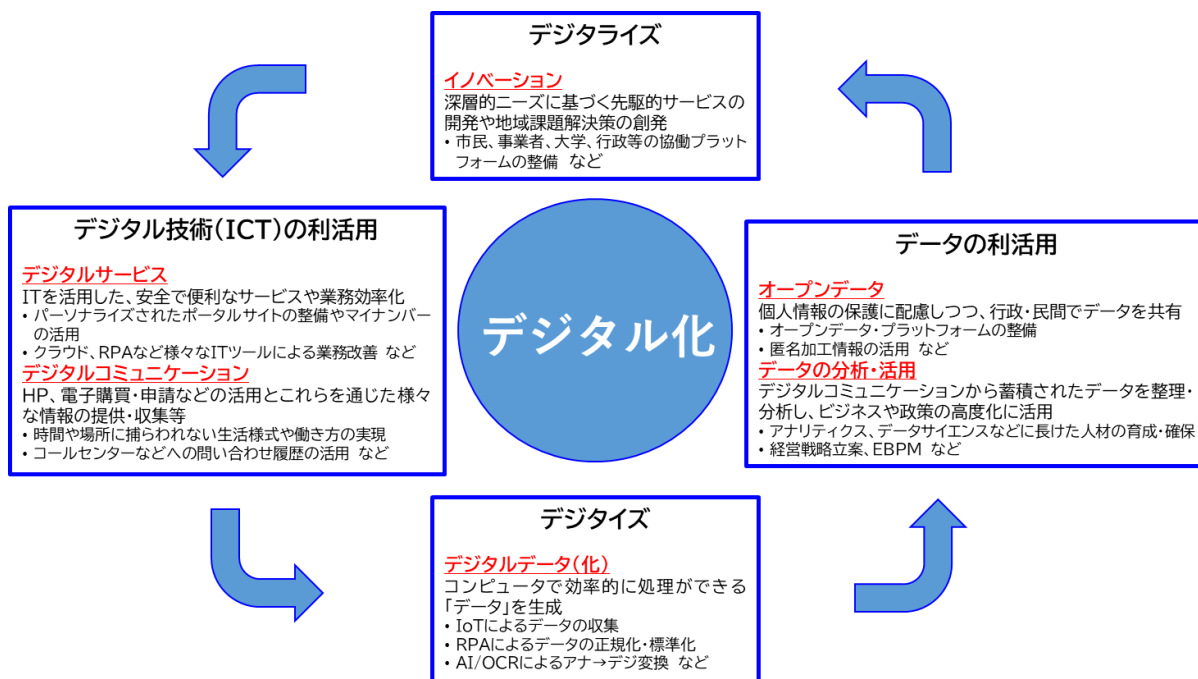 デジタライズ
イノベーション
深層的ニーズに基づく先駆的サービスの
開発や地域課題解決策の創発
・市民、事業者、大学、行政等の協働プラット
フォームの整備 など
デジタル技術(ICT)の利活用
デジタルサービス
ITを活用した、安全で便利なサービスや業務効率化
・パーソナライズされたポータルサイトの整備やマイナンバー
の活用
・クラウド、RPAなど様々なITツールによる業務改善 など
デジタルコミュニケーション
HP、電子購買・申請などの活用とこれらを通じた様々
な情報の提供・収集等
・時間や場所に捕らわれない生活様式や働き方の実現
・コールセンターなどへの問い合わせ履歴の活用 など
デジタル化
データの利活用
オープンデータ
個人情報の保護に配慮しつつ、行政・民間でデータを共有
・オープンデータ・プラットフォームの整備
・匿名加工情報の活用 など
データの分析・活用
デジタルコミュニケーションから蓄積されたデータを整理・
分析し、ビジネスや政策の高度化に活用
・アナリティクス、データサイエンスなどに長けた人材の育成・確保
・経営戦略立案、EBPM など
デジタイズ
デジタルデータ(化)
コンピュータで効率的に処理ができる
「データ」を生成
・IoTによるデータの収集
・RPAによるデータの正規化・標準化
・AI/OCRによるアナ→デジ変換 など